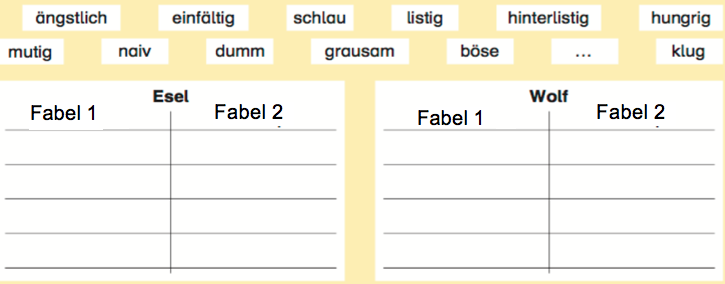 ängstlich einfältig schlau listig hinterlistig hungrig
mutig naiv dumm grausam böse ... klug
Esel Wolf
Fabel 1 Fabel 2 Fabel 1 Fabel 2